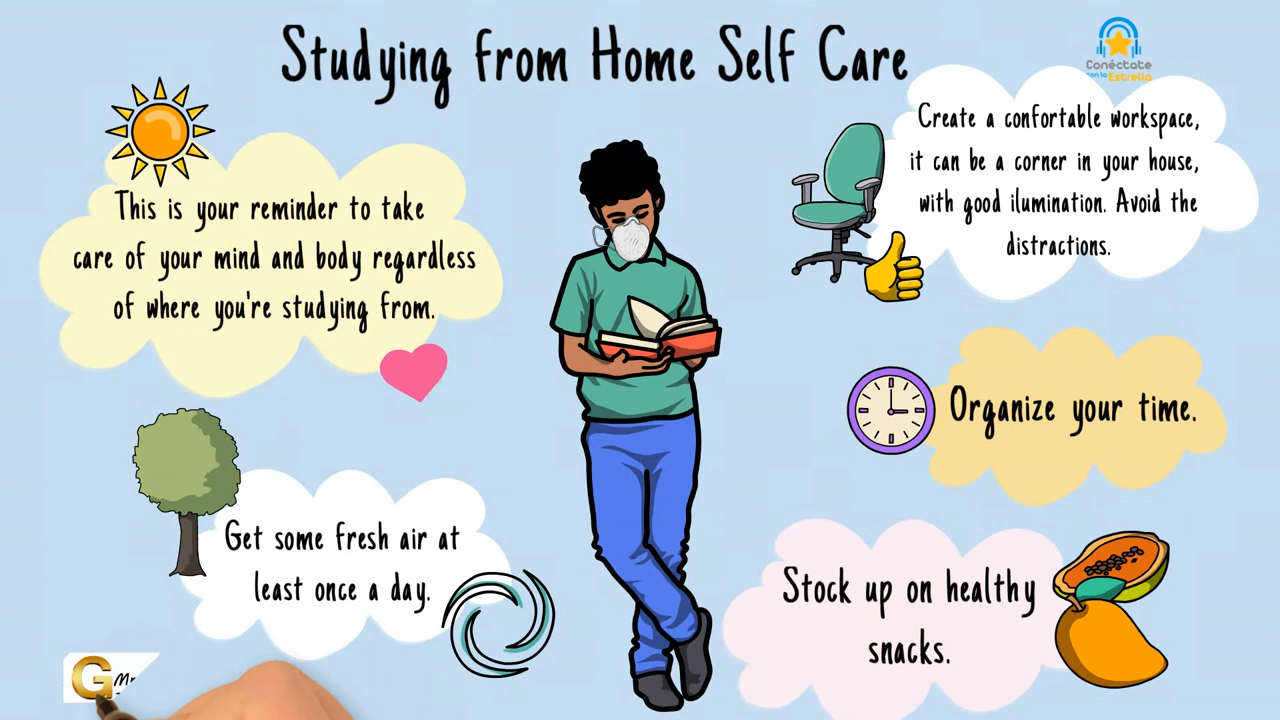 Studying from Home Self Care
Conéctate
con la
Estrella
This is your reminder to take
care of your mind and body regardless
of where you're studying from.
Create a confortable workspace,
it can be a corner in your house,
with good ilumination. Avoid the
distractions.
Organize your time.
Get some fresh air at
least once a day.
Stock up on healthy
snacks.
G